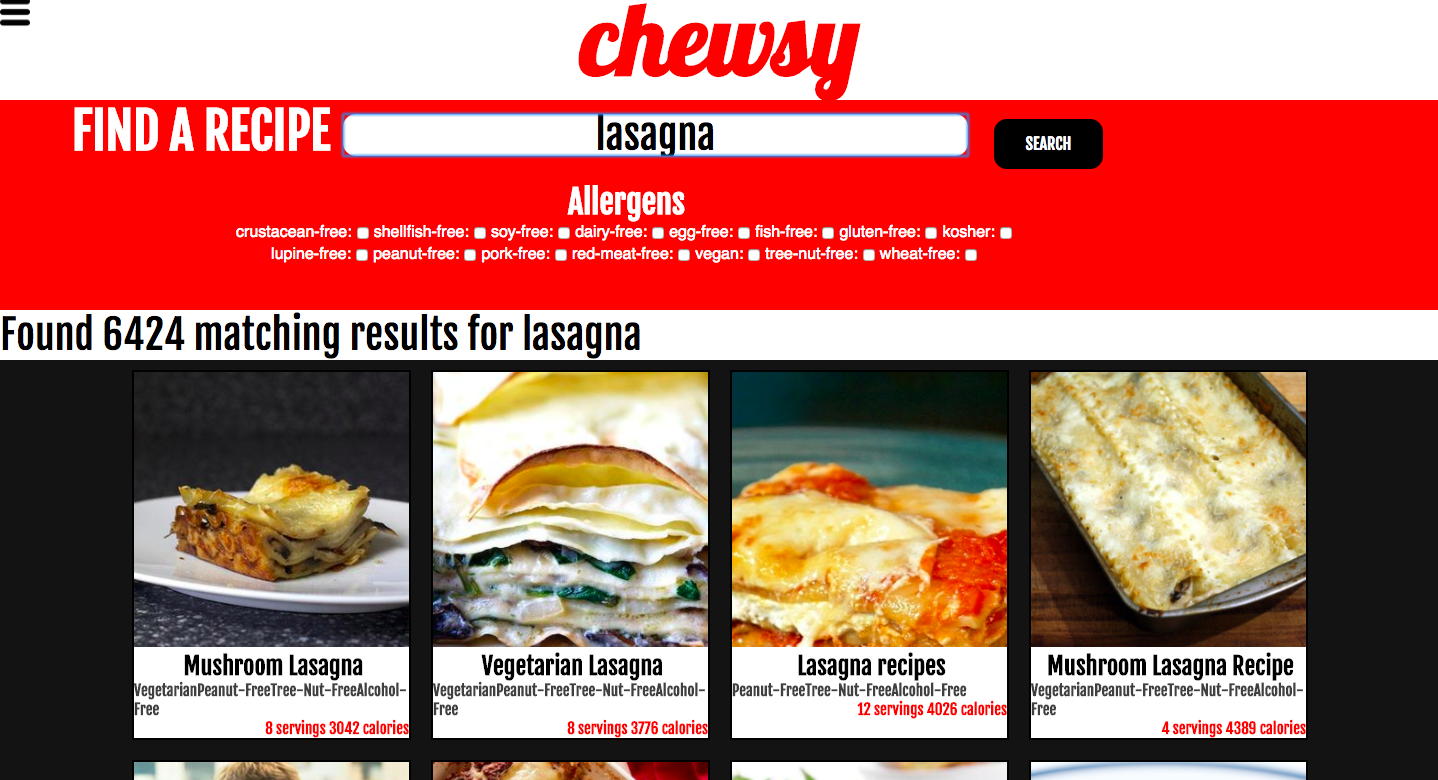 chewsy
FIND A RECIPE lasagna SEARCH
Allergens
crustacean-free: shellfish-free: soy-free: dairy-free: egg-free: fish-free: gluten-free: kosher:
lupine-free: peanut-free: pork-free: red-meat-free: vegan: tree-nut-free: wheat-free:
Found 6424 matching results for lasagna
Mushroom Lasagna
VegetarianPeanut-FreeTree-Nut-FreeAlcohol-
Free
8 servings 3042 calories
Vegetarian Lasagna
VegetarianPeanut-FreeTree-Nut-FreeAlcohol-
Free
8 servings 3776 calories
Lasagna recipes
Peanut-FreeTree-Nut-FreeAlcohol-Free
12 servings 4026 calories
Mushroom Lasagna Recipe
VegetarianPeanut-FreeTree-Nut-FreeAlcohol-
Free
4 servings 4389 calories